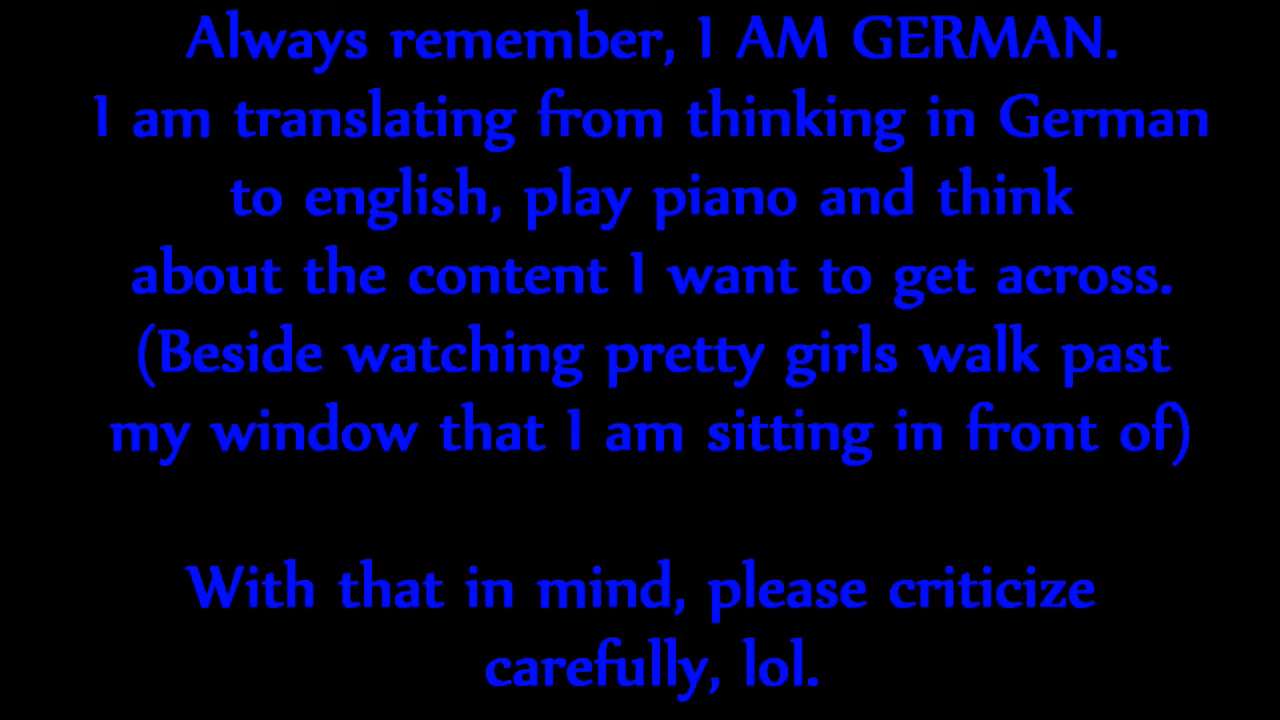 Always remember, I AM GERMAN.
I am translating from thinking in German
to english, play piano and think
about the content I want to get across.
(Beside watching pretty girls walk past
my window that I am sitting in front of)
With that in mind, please criticize
carefully, lol.